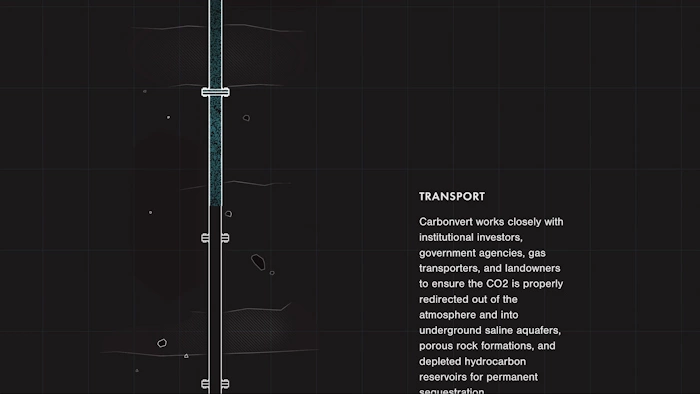 TRANSPORT
Carbonvert works closely with
institutional investors,
government agencies, gas
transporters, and landowners
to ensure the CO2 is properly
redirected out of the
atmosphere and into
underground saline aquafers,
porous rock formations, and
depleted hydrocarbon
reservoirs for permanent
sequestration